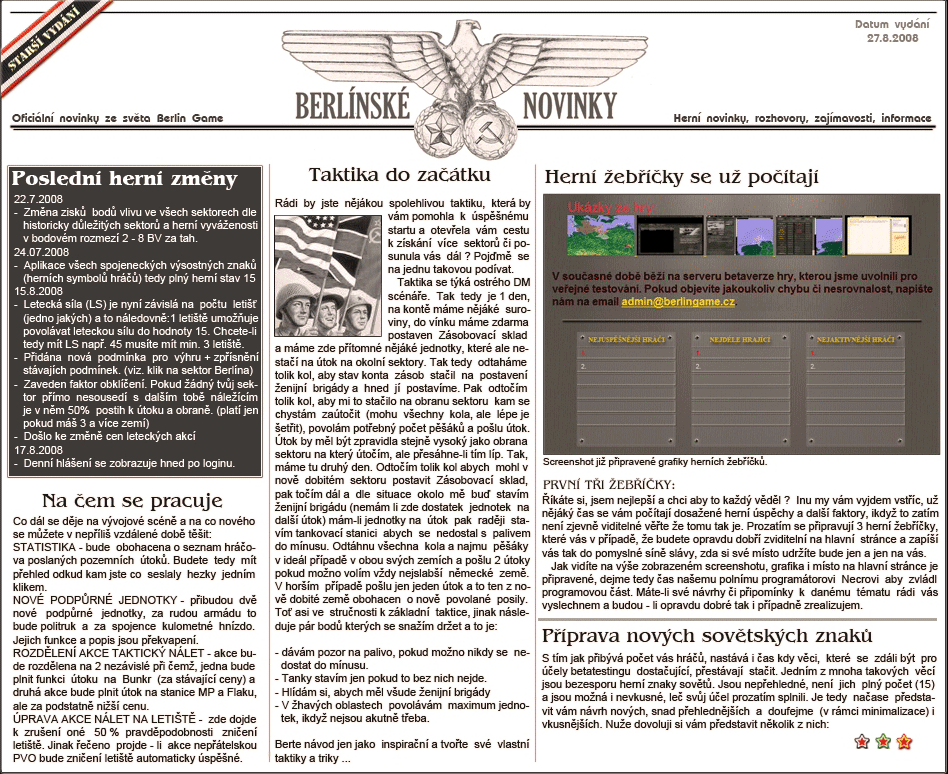 STARŠÍ VYDÁNÍ
Datum vydání
27.8.2008
BERLÍNSKÉ NOVINKY
Oficiální novinky ze světa Berlin Game
Herní novinky, rozhovory, zajímavosti, informace
Poslední herní změny
22.7.2008
- Změna zisků bodů vlivu ve všech sektorech dle
historicky důležitých sektorů a herní vyváženosti
v bodovém rozmezí 2 - 8 BV za tah.
24.07.2008
- Aplikace všech spojeneckých výsostných znaků
(herních symbolů hráčů) tedy plný herní stav 15
15.8.2008
- Letecká síla (LS) je nyní závislá na počtu letišť
(jedno jakých) a to náledovně:1 letiště umožňuje
povolávat leteckou sílu do hodnoty 15. Chcete-li
tedy mít LS např. 45 musíte mít min. 3 letiště.
- Přidána nová podmínka pro výhru + zpřísnění
stávajích podmínek. (viz. klik na sektor Berlína)
- Zaveden faktor obklíčení. Pokud žádný tvůj sek-
tor přímo nesousedí s dalším tobě náležícím
je v něm 50% postih k útoku a obraně. (platí jen
pokud máš 3 a více zemí)
- Došlo ke změně cen leteckých akcí
17.8.2008
- Denní hlášení se zobrazuje hned po loginu.
Na čem se pracuje
Co dál se děje na vývojové scéně a na co nového
se můžete v nepříliš vzdálené době těšit:
STATISTIKA - bude obohacena o seznam hráčo-
va poslaných pozemních útoků. Budete tedy mít
přehled odkud kam jste co seslaly hezky jedním
klikem.
NOVÉ PODPŮRNÉ JEDNOTKY - přibudou dvě
nové podpůrné jednotky, za rudou armádu to
bude politruk a za spojence kulometné hnízdo.
Jejich funkce a popis jsou překvapení.
ROZDĚLENÍ AKCE TAKTICKÝ NÁLET - akce bu-
de rozdělena na 2 nezávislé při čemž, jedna bude
plnit funkci útoku na Bunkr (za stávající ceny) a
druhá akce bude plnit útok na stanice MP a Flaku,
ale za podstatně nižší cenu.
ÚPRAVA AKCE NÁLET NA LETIŠTĚ - zde dojde
k zrušení oné 50 % pravděpodobnosti zničení
letiště. Jinak řečeno projde - li akce nepřátelskou
PVO bude zničení letiště automaticky úspěšné.
Taktika do začátku
Rádi by jste nějákou spolehlivou taktiku, která by
vám pomohla k úspěšnému
startu a otevřela vám cestu
k získání více sektorů či po-
sunula vás dál ? Pojďmě se
na jednu takovou podívat.
Taktika se týká ostrého DM
scénáře. Tak tedy je 1 den,
na kontě máme nějáké suro-
viny, do vínku máme zdarma
postaven Zásobovací sklad
a máme zde přítomné nějáké jednotky, které ale ne-
stačí na útok na okolní sektory. Tak tedy odtaháme
tolik kol, aby stav konta zásob stačil na postavení
ženijní brigády a hned jí postavíme. Pak odtočím
tolik kol, aby mi to stačilo na obranu sektoru kam se
chystám zaútočit (mohu všechny kola, ale lépe je
šetřit), povolám potřebný počet pěšáků a pošlu útok.
Útok by měl být zpravidla stejně vysoký jako obrana
sektoru na který útočím, ale přesáhne-li tím líp. Tak,
máme tu druhý den. Odtočím tolik kol abych mohl v
nově dobitém sektoru postavit Zásobovací sklad,
pak točím dál a dle situace okolo mě buď stavím
ženijní brigádu (nemám li zde dostatek jednotek na
další útok) mám-li jednotky na útok pak raději sta-
vím tankovací stanici abych se nedostal s palivem
do mínusu. Odtáhnu všechna kola a najmu pěšáky
v ideál případě v obou svých zemích a pošlu 2 útoky
pokud možno volím vždy nejslabší německé země.
V horším případě pošlu jen jeden útok a to ten z no-
vě dobité země obohacen o nově povolané posily.
Toť asi ve stručnosti k základní taktice, jinak násle-
duje pár bodů kterých se snažím držet a to je:
- dávám pozor na palivo, pokud možno nikdy se ne-
dostat do mínusu.
- Tanky stavím jen pokud to bez nich nejde.
- Hlídám si, abych měl všude ženijní brigády
- V žhavých oblastech povolávám maximum jedno-
tek, ikdyž nejsou akutně třeba.
Berte návod jen jako inspirační a tvořte své vlastní
taktiky a triky ...
Herní žebříčky se už počítají
Ukázky ze hry
V současné době běží na serveru betaverze hry, kterou jsme uvolnili pro
veřejné testování. Pokud objevíte jakoukoliv chybu či nesrovnalost, napište
nám na email admin@berlingame.cz.
NEJÚSPĚŠNĚJŠÍ HRÁČI
NEJDÉLE HRAJÍCÍ
NEJAKTIVNĚJŠÍ HRÁČI
1. 1. 1.
2. 2. 2.
Screenshot již připravené grafiky herních žebříčků.
PRVNÍ TŘI ŽEBŘÍČKY:
Říkáte si, jsem nejlepší a chci aby to každý věděl ? Inu my vám vyjdem vstříc, už
nějáký čas se vám počítají dosažené herní úspěchy a další faktory, ikdyž to zatím
není zjevně viditelné věřte že tomu tak je. Prozatím se připravují 3 herní žebříčky,
které vás v případě, že budete opravdu dobří zviditelní na hlavní stránce a zapíší
vás tak do pomyslné síně slávy, zda si své místo udržíte bude jen a jen na vás.
Jak vidíte na výše zobrazeném screenshotu, grafika i místo na hlavní stránce je
připravené, dejme tedy čas našemu polnímu programátorovi Necrovi aby zvládl
programovou část. Máte-li své návrhy či připomínky k danému tématu rádi vás
vyslechnem a budou - li opravdu dobré tak i případně zrealizujem.
Příprava nových sovětských znaků
S tím jak přibývá počet vás hráčů, nastává i čas kdy věci, které se zdáli být pro
účely betatestingu dostačující, přestávají stačit. Jedním z mnoha takových věcí
jsou bezesporu herní znaky sovětů. Jsou nepřehledné, není jich plný počet (15)
a jsou možná i nevkusné, leč svůj účel prozatím splnili. Je tedy načase předsta-
vit vám návrh nových, snad přehlednějších a doufejme (v rámci minimalizace) i
vkusnějších. Nuže dovoluji si vám představit několik z nich: